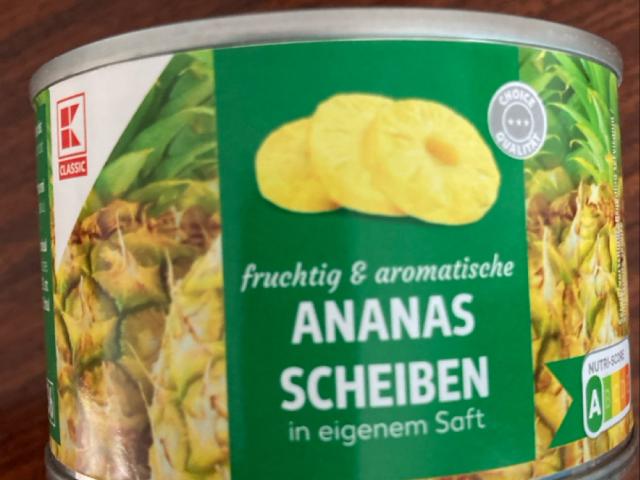 K
CLASSIC
CHOICE
QUALITÄT
fruchtig & aromatische
ANANAS
SCHEIBEN
in eigenem Saft
NUTRI-SCORE
A